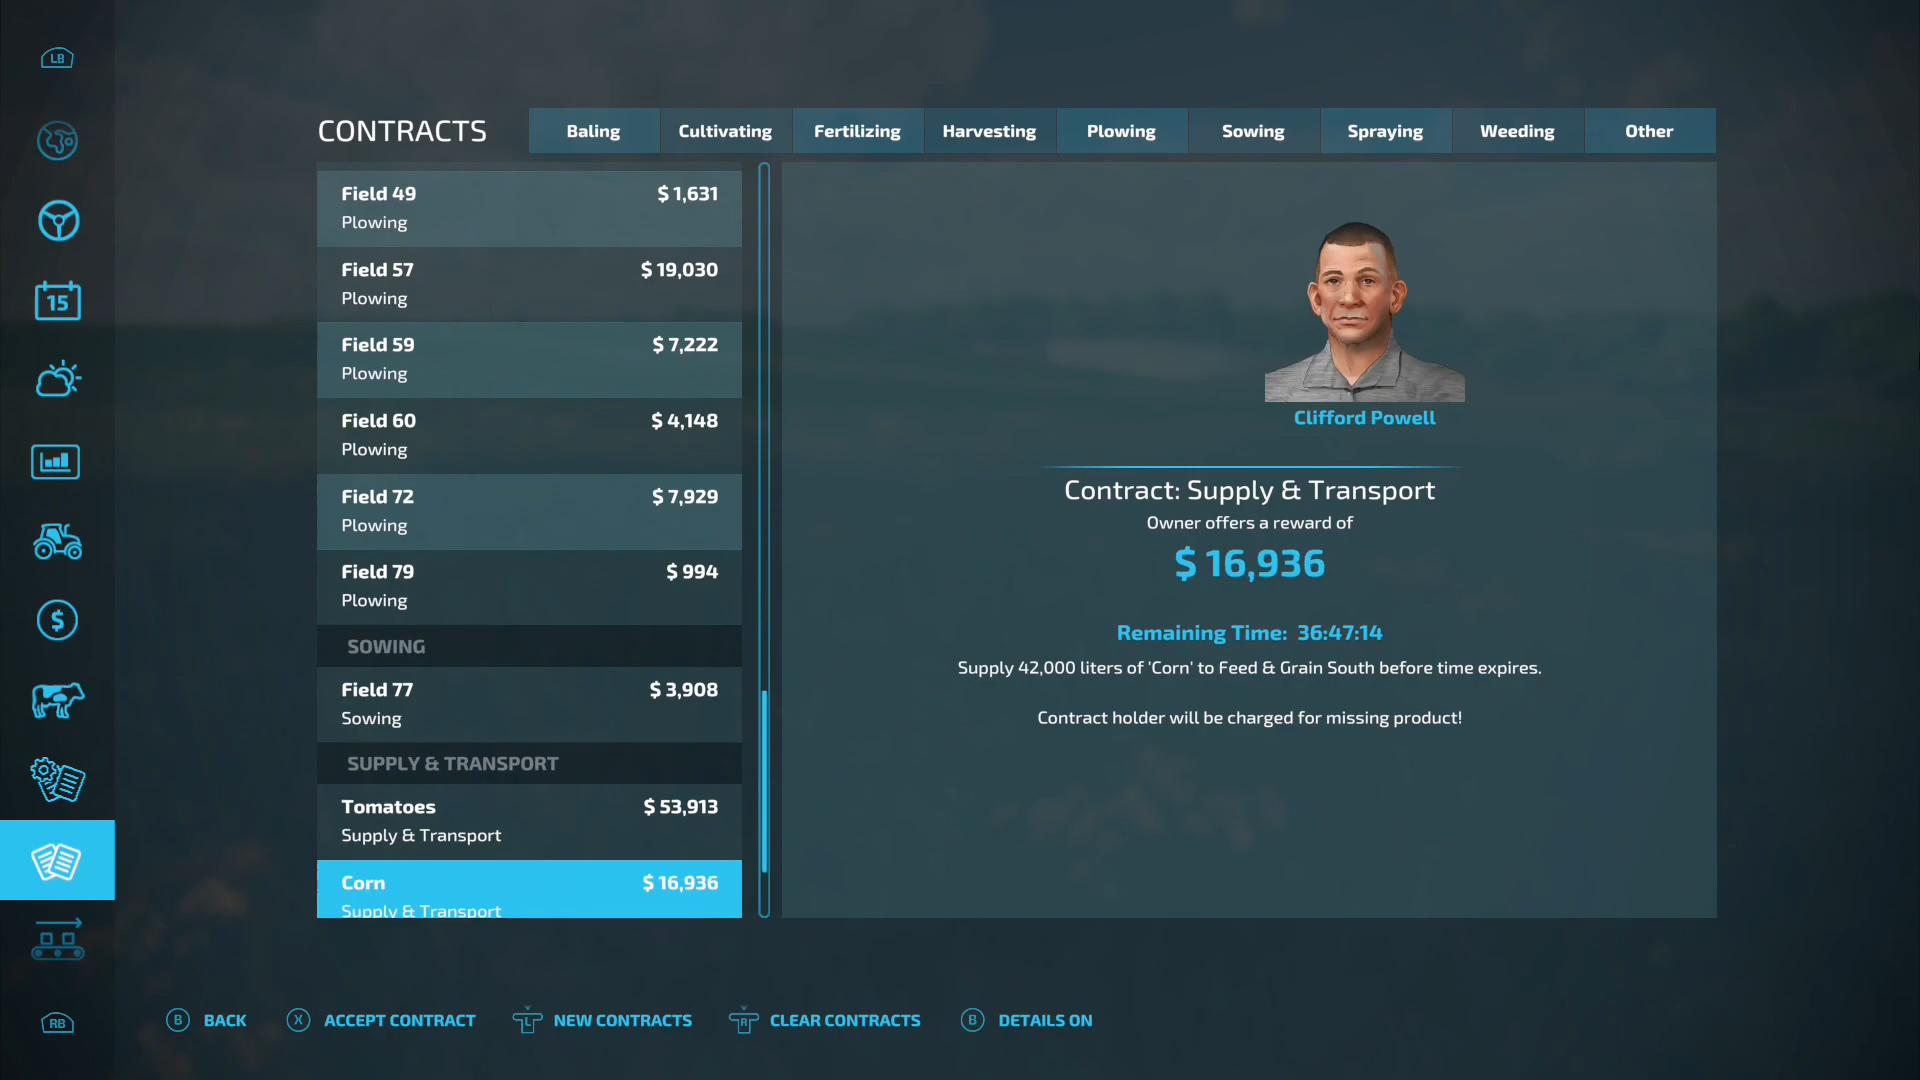 LB
CONTRACTS
Baling
Cultivating
Fertilizing
Harvesting
Plowing
Sowing
Spraying
Weeding
Other
Field 49 $ 1,631
Plowing
Field 57 $ 19,030
Plowing
Field 59 $ 7,222
Plowing
Field 60 $ 4,148
Plowing
Field 72 $ 7,929
Plowing
Field 79 $ 994
Plowing
SOWING
Field 77 $ 3,908
Sowing
SUPPLY & TRANSPORT
Tomatoes $ 53,913
Supply & Transport
Corn $ 16,936
Supply & Transport
15
$
Clifford Powell
Contract: Supply & Transport
Owner offers a reward of
$ 16,936
Remaining Time: 36:47:14
Supply 42,000 liters of 'Corn' to Feed & Grain South before time expires.
Contract holder will be charged for missing product!
RB
B BACK
X ACCEPT CONTRACT
L NEW CONTRACTS
R CLEAR CONTRACTS
B DETAILS ON